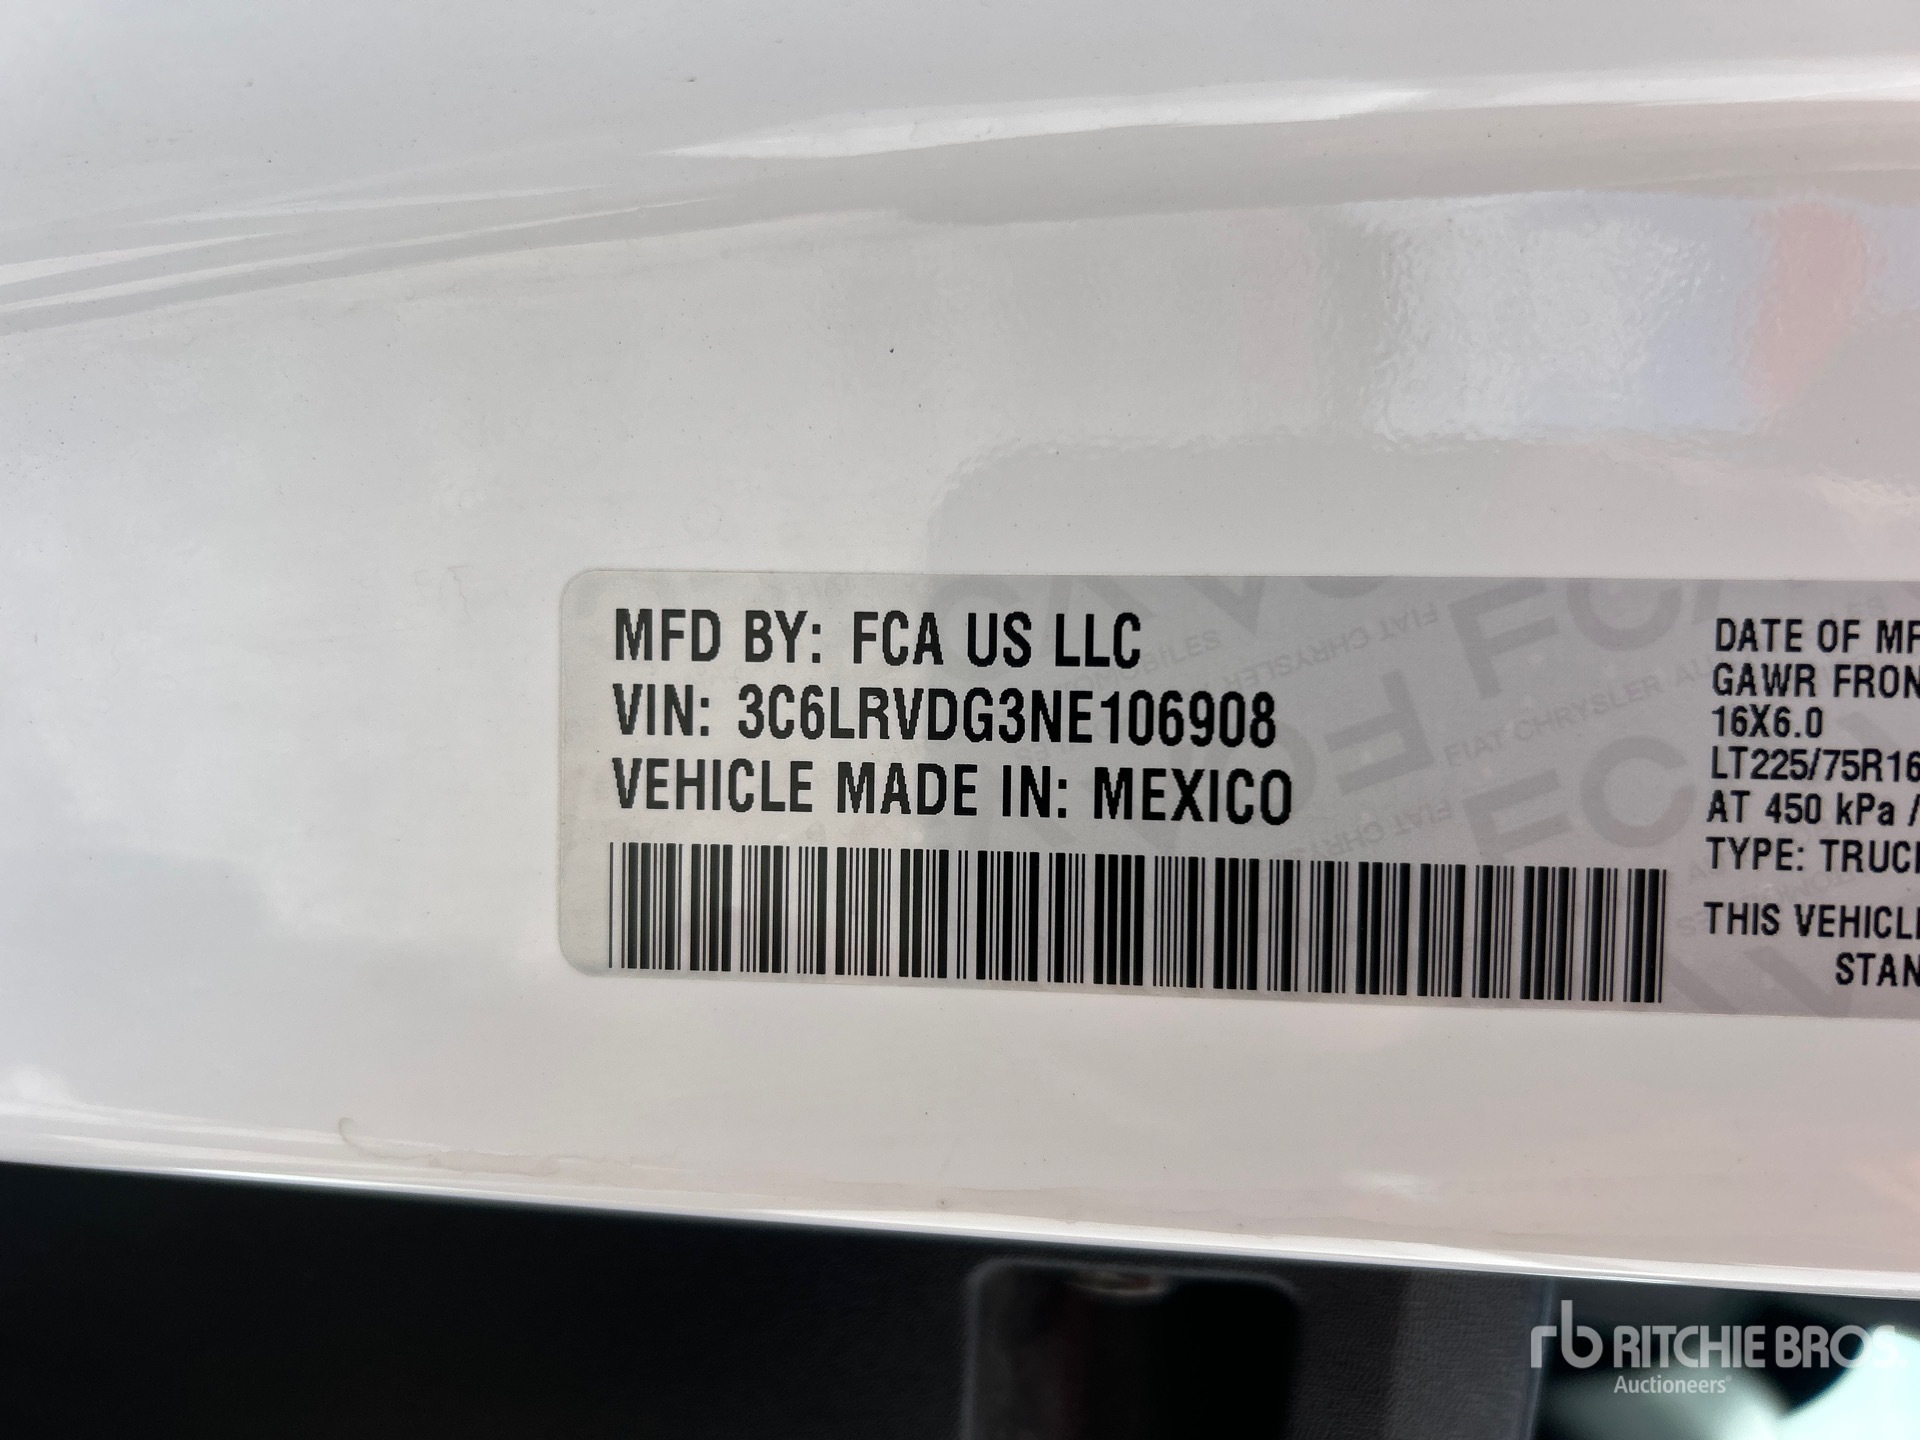 MFD BY: FCA US LLC
VIN: 3C6LRVDG3NE106908
VEHICLE MADE IN: MEXICO
DATE OF MF
GAWR FRON
16X6.0
LT225/75R16
AT 450 kPa /
TYPE: TRUC
THIS VEHICL
STAN
rb RITCHIE BROS.
Auctioneers